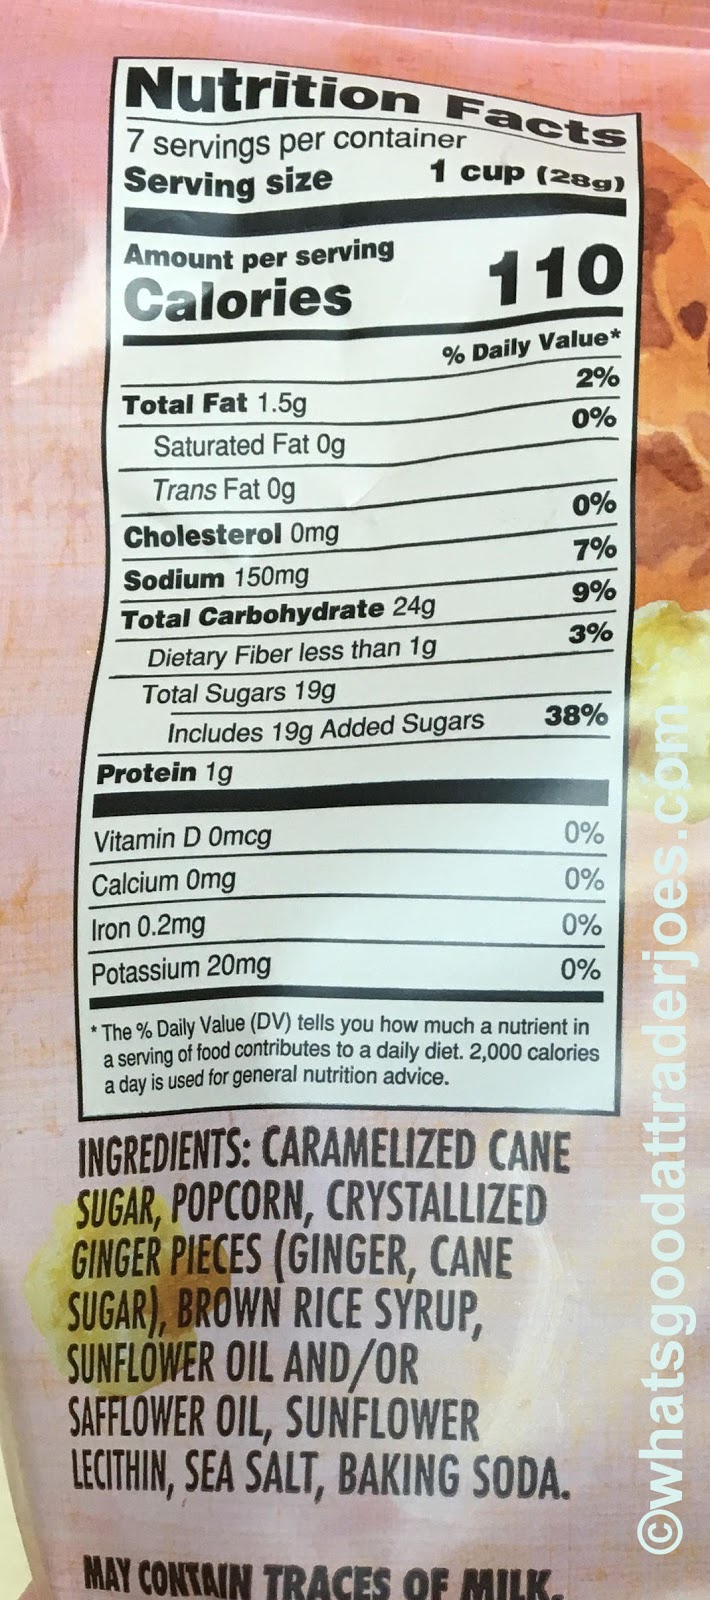 Nutrition Facts
7 servings per container
Serving size 1 cup (28g)
Amount per serving
Calories 110
% Daily Value*
Total Fat 1.5g 2%
Saturated Fat 0g 0%
Trans Fat 0g
Cholesterol 0mg 0%
Sodium 150mg 7%
Total Carbohydrate 24g 9%
Dietary Fiber less than 1g 3%
Total Sugars 19g
Includes 19g Added Sugars 38%
Protein 1g
Vitamin D 0mcg 0%
Calcium 0mg 0%
Iron 0.2mg 0%
Potassium 20mg 0%
* The % Daily Value (DV) tells you how much a nutrient in
a serving of food contributes to a daily diet. 2,000 calories
a day is used for general nutrition advice.
INGREDIENTS: CARAMELIZED CANE
SUGAR, POPCORN, CRYSTALLIZED
GINGER PIECES (GINGER, CANE
SUGAR), BROWN RICE SYRUP,
SUNFLOWER OIL AND/OR
SAFFLOWER OIL, SUNFLOWER
LECITHIN, SEA SALT, BAKING SODA.
MAY CONTAIN TRACES OF MILK.
©whatsgoodattraderjoes.com